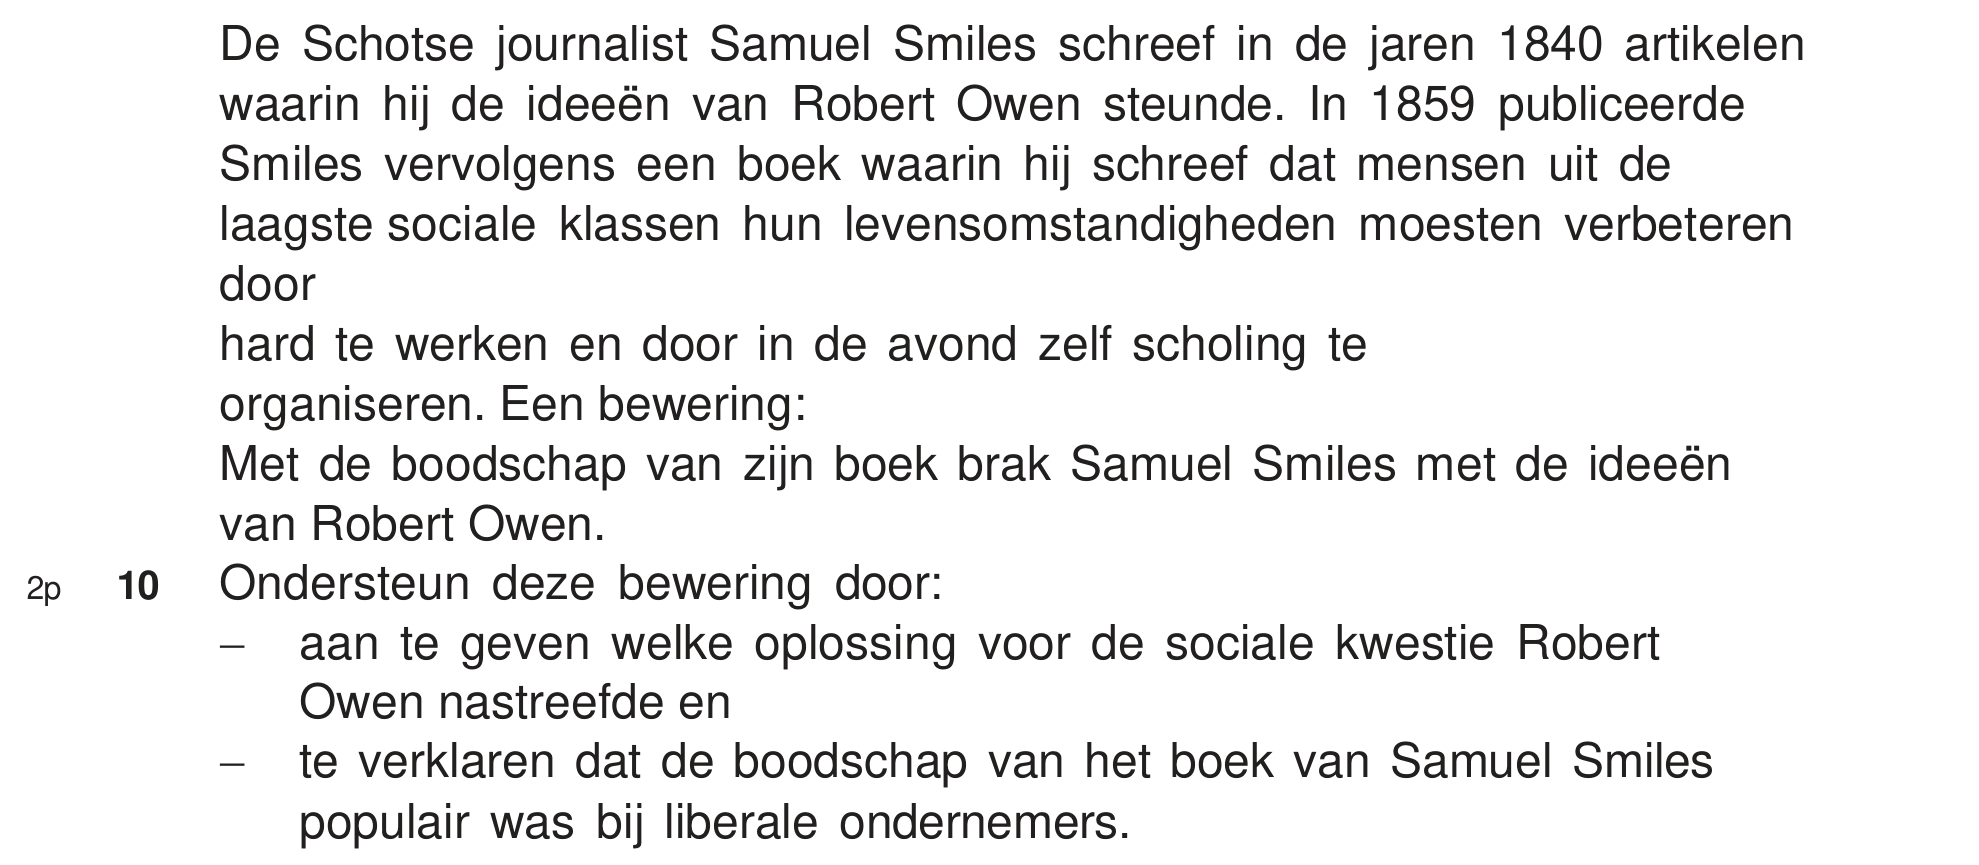 De Schotse journalist Samuel Smiles schreef in de jaren 1840 artikelen
waarin hij de ideeën van Robert Owen steunde. In 1859 publiceerde
Smiles vervolgens een boek waarin hij schreef dat mensen uit de
laagste sociale klassen hun levensomstandigheden moesten verbeteren
door
hard te werken en door in de avond zelf scholing te
organiseren. Een bewering:
Met de boodschap van zijn boek brak Samuel Smiles met de ideeën
van Robert Owen.
2p 10 Ondersteun deze bewering door:
– aan te geven welke oplossing voor de sociale kwestie Robert
Owen nastreefde en
– te verklaren dat de boodschap van het boek van Samuel Smiles
populair was bij liberale ondernemers.